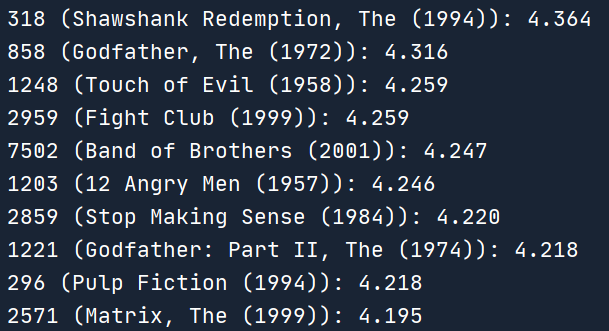 318 (Shawshank Redemption, The (1994)): 4.364
858 (Godfather, The (1972)): 4.316
1248 (Touch of Evil (1958)): 4.259
2959 (Fight Club (1999)): 4.259
7502 (Band of Brothers (2001)): 4.247
1203 (12 Angry Men (1957)): 4.246
2859 (Stop Making Sense (1984)): 4.220
1221 (Godfather: Part II, The (1974)): 4.218
296 (Pulp Fiction (1994)): 4.218
2571 (Matrix, The (1999)): 4.195